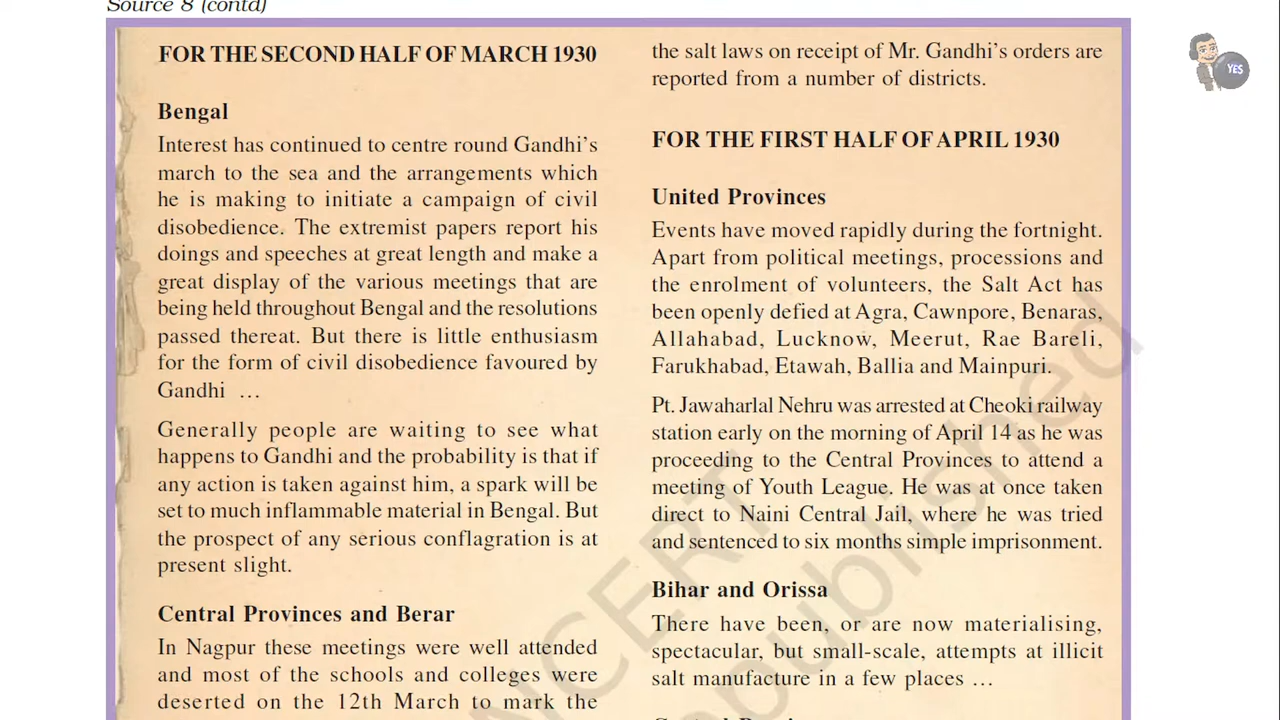 Source 8 (contd)
FOR THE SECOND HALF OF MARCH 1930
Bengal
Interest has continued to centre round Gandhi's
march to the sea and the arrangements which
he is making to initiate a campaign of civil
disobedience. The extremist papers report his
doings and speeches at great length and make a
great display of the various meetings that are
being held throughout Bengal and the resolutions
passed thereat. But there is little enthusiasm
for the form of civil disobedience favoured by
Gandhi ...
Generally people are waiting to see what
happens to Gandhi and the probability is that if
any action is taken against him, a spark will be
set to much inflammable material in Bengal. But
the prospect of any serious conflagration is at
present slight.
Central Provinces and Berar
In Nagpur these meetings were well attended
and most of the schools and colleges were
deserted on the 12th March to mark the
the salt laws on receipt of Mr. Gandhi's orders are
reported from a number of districts.
FOR THE FIRST HALF OF APRIL 1930
United Provinces
Events have moved rapidly during the fortnight.
Apart from political meetings, processions and
the enrolment of volunteers, the Salt Act has
been openly defied at Agra, Cawnpore, Benaras,
Allahabad, Lucknow, Meerut, Rae Bareli,
Farukhabad, Etawah, Ballia and Mainpuri.
Pt. Jawaharlal Nehru was arrested at Cheoki railway
station early on the morning of April 14 as he was
proceeding to the Central Provinces to attend a
meeting of Youth League. He was at once taken
direct to Naini Central Jail, where he was tried
and sentenced to six months simple imprisonment.
Bihar and Orissa
There have been, or are now materialising,
spectacular, but small-scale, attempts at illicit
salt manufacture in a few places ...
YES
NCERT
published